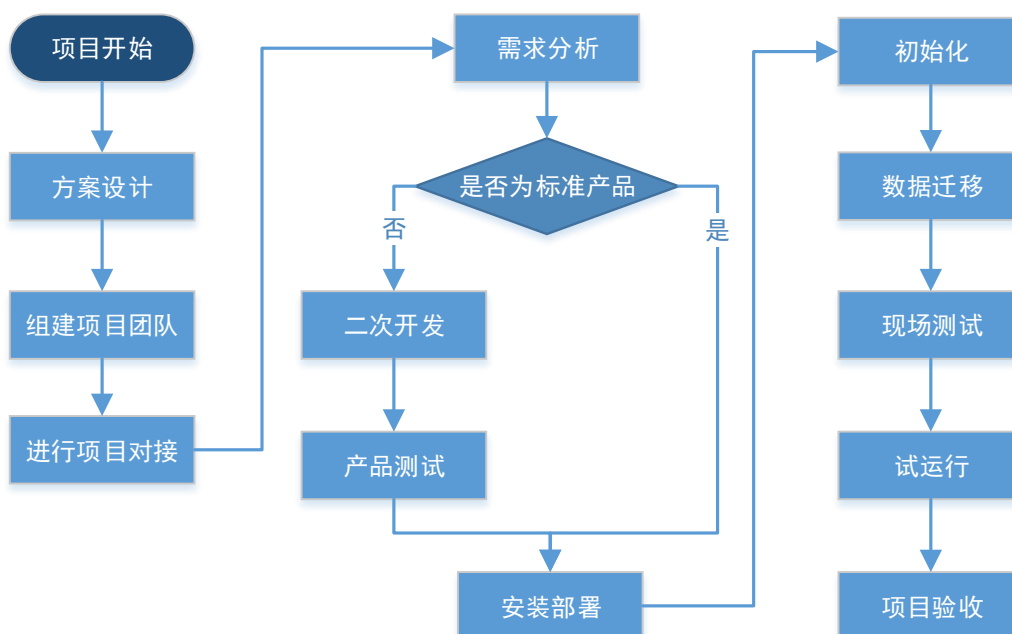 项目开始
方案设计
组建项目团队
进行项目对接
需求分析
是否为标准产品
否
是
二次开发
产品测试
安装部署
初始化
数据迁移
现场测试
试运行
项目验收